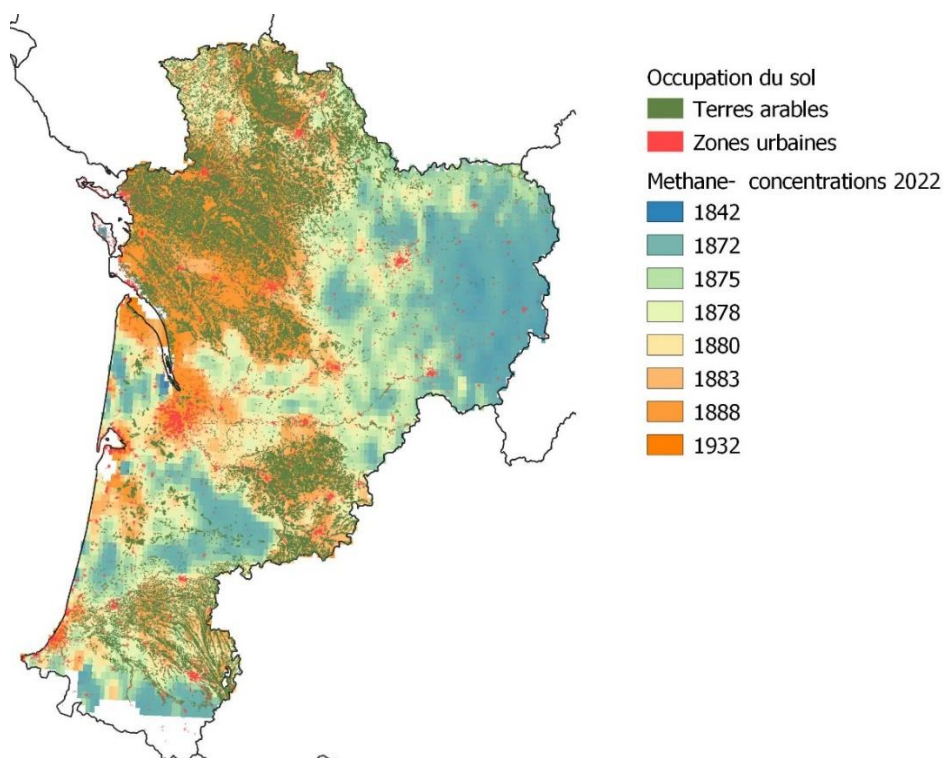 Occupation du sol
Terres arables
Zones urbaines
Methane- concentrations 2022
1842
1872
1875
1878
1880
1883
1888
1932